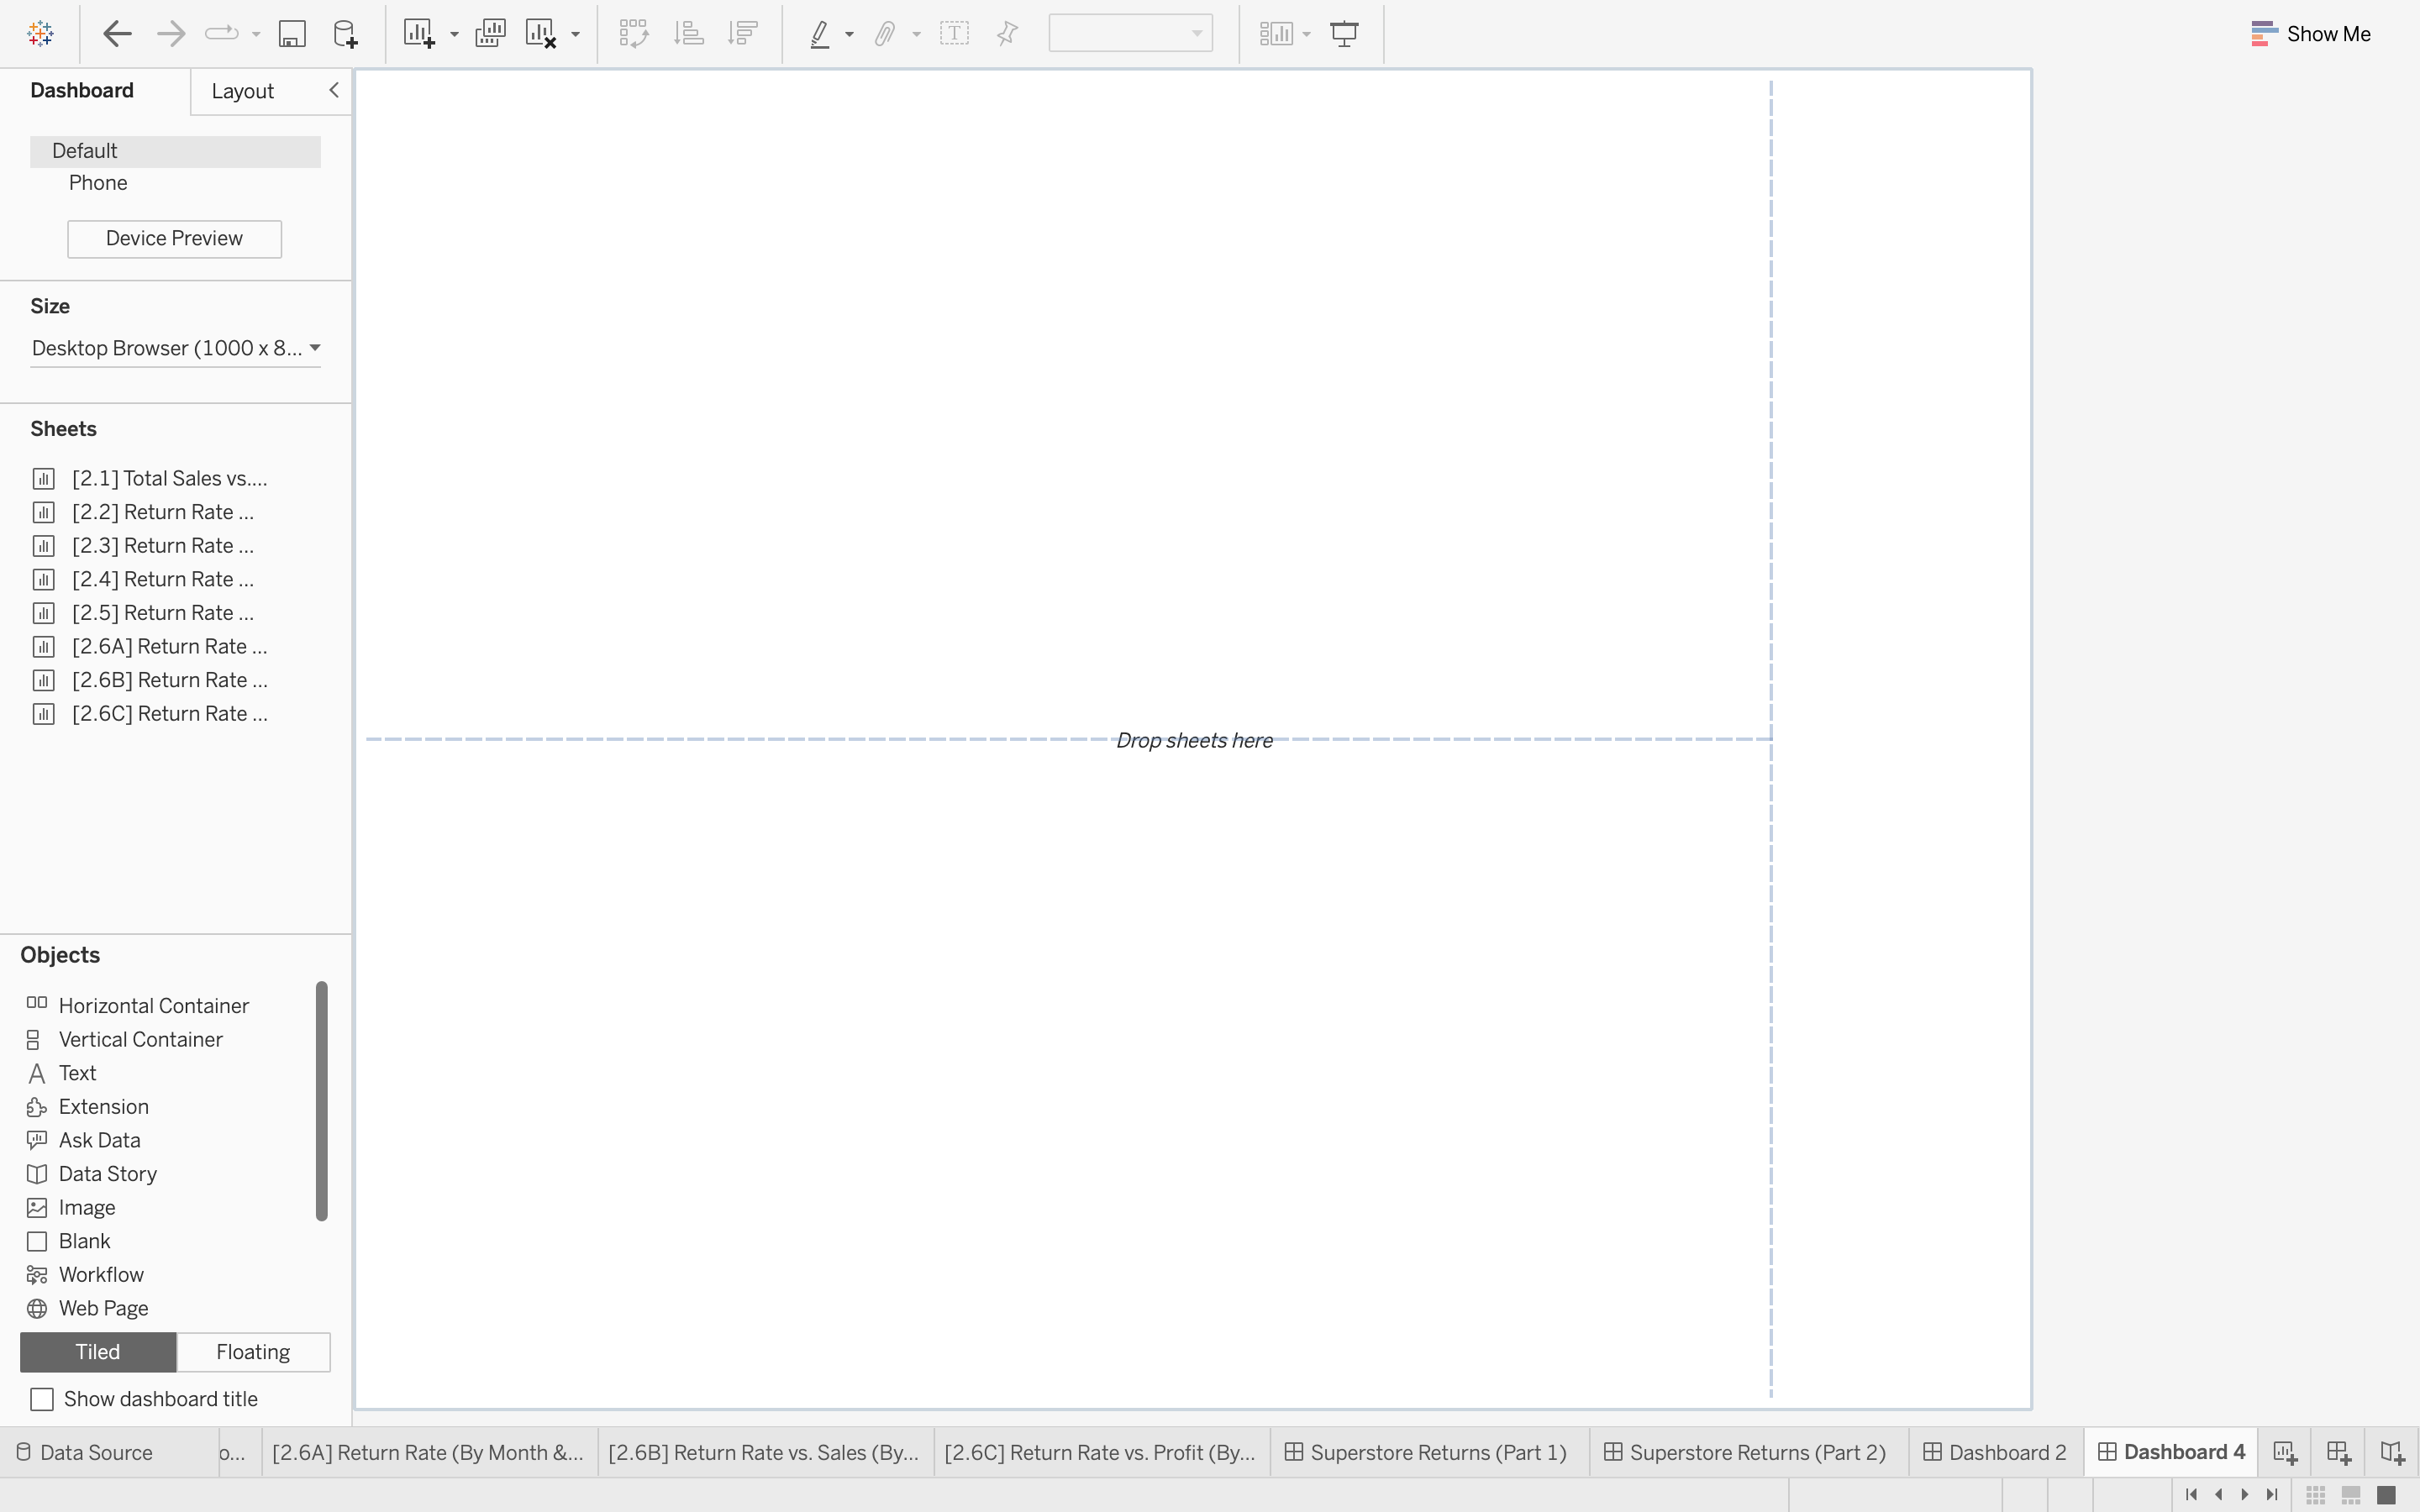 Show Me
Dashboard
Layout
Default
Phone
Device Preview
Size
Desktop Browser (1000 x 8...
Sheets
[2.1] Total Sales vs....
[2.2] Return Rate ...
[2.3] Return Rate ...
[2.4] Return Rate ...
[2.5] Return Rate ...
[2.6A] Return Rate ...
[2.6B] Return Rate ...
[2.6C] Return Rate ...
Drop sheets here
Objects
Horizontal Container
Vertical Container
Text
Extension
Ask Data
Data Story
Image
Blank
Workflow
Web Page
Tiled
Floating
Show dashboard title
Data Source
o...
[2.6A] Return Rate (By Month &...
[2.6B] Return Rate vs. Sales (By...
[2.6C] Return Rate vs. Profit (By...
Superstore Returns (Part 1)
Superstore Returns (Part 2)
Dashboard 2
Dashboard 4